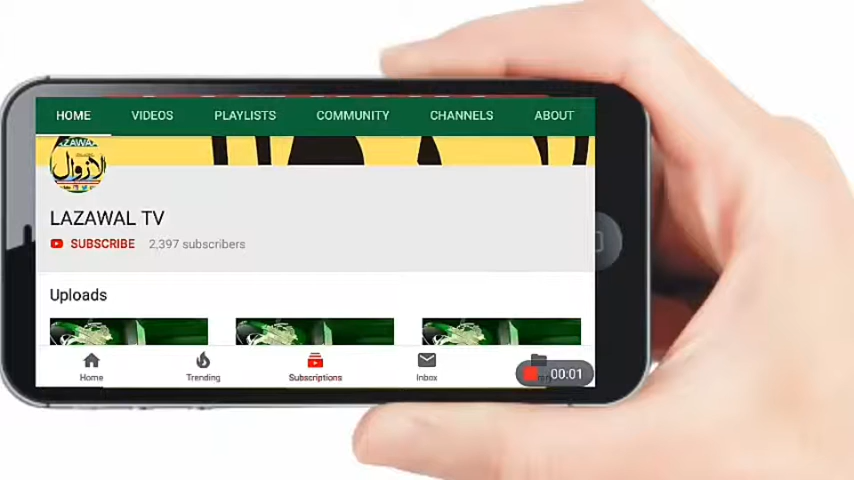 HOME VIDEOS PLAYLISTS COMMUNITY CHANNELS ABOUT
لازوال
LAZAWAL TV
SUBSCRIBE 2,397 subscribers
Uploads
Home Trending Subscriptions Inbox
00:01